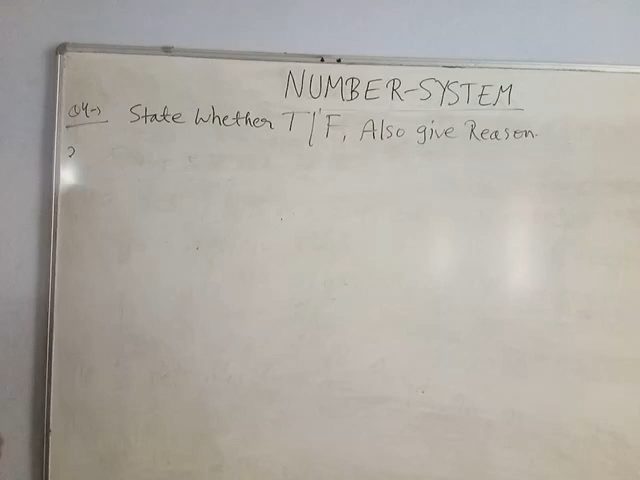 NUMBER-SYSTEM
Q4→ State Whether T/F, Also give Reason.